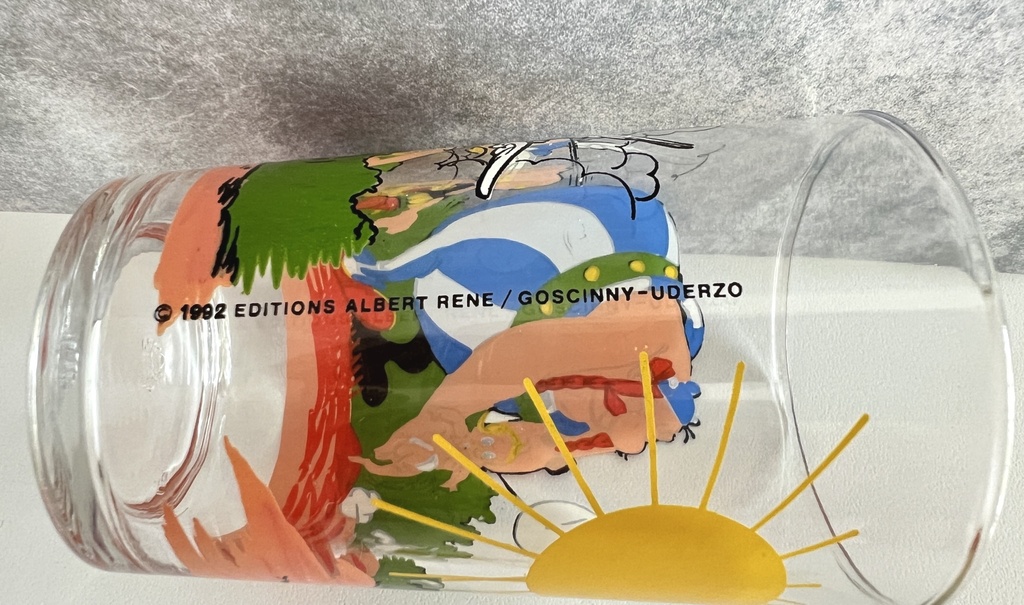 © 1992 EDITIONS ALBERT RENE / GOSCINNY-UDERZO